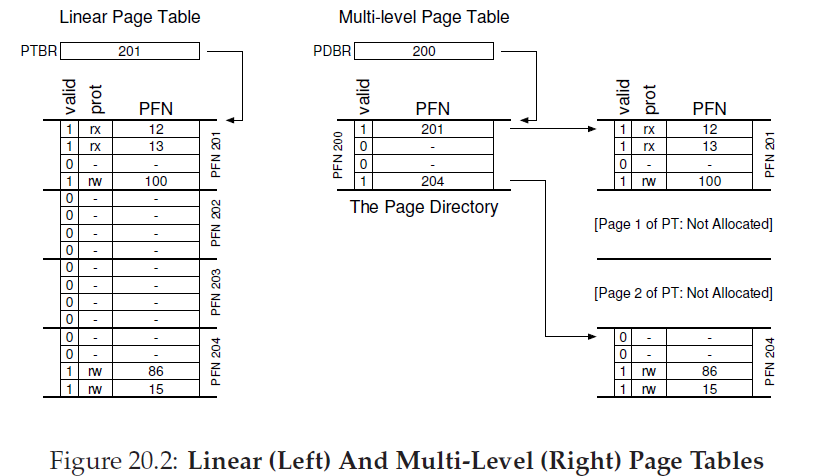 Linear Page Table
PTBR 201
valid prot PFN
1 rx 12
1 rx 13
0 - -
1 rw 100
PFN 201
0 - -
0 - -
0 - -
0 - -
PFN 202
0 - -
0 - -
0 - -
0 - -
PFN 203
0 - -
0 - -
1 rw 86
1 rw 15
PFN 204
Multi-level Page Table
PDBR 200
valid PFN
PFN 200
1 201
0 -
0 -
1 204
The Page Directory
valid prot PFN
1 rx 12
1 rx 13
0 - -
1 rw 100
PFN 201
[Page 1 of PT: Not Allocated]
[Page 2 of PT: Not Allocated]
0 - -
0 - -
1 rw 86
1 rw 15
PFN 204
Figure 20.2: Linear (Left) And Multi-Level (Right) Page Tables